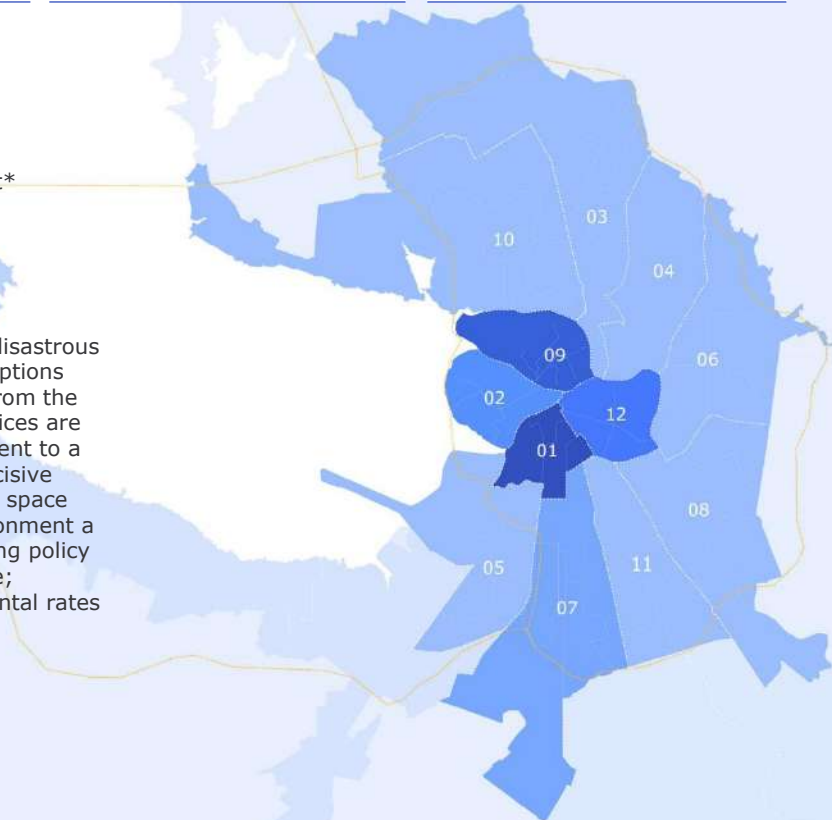 t*
disastrous
ptions
from the
ices are
ent to a
cisive
space
onment a
ng policy
e;
ntal rates
03
10
04
09
06
02
12
01
08
11
05
07